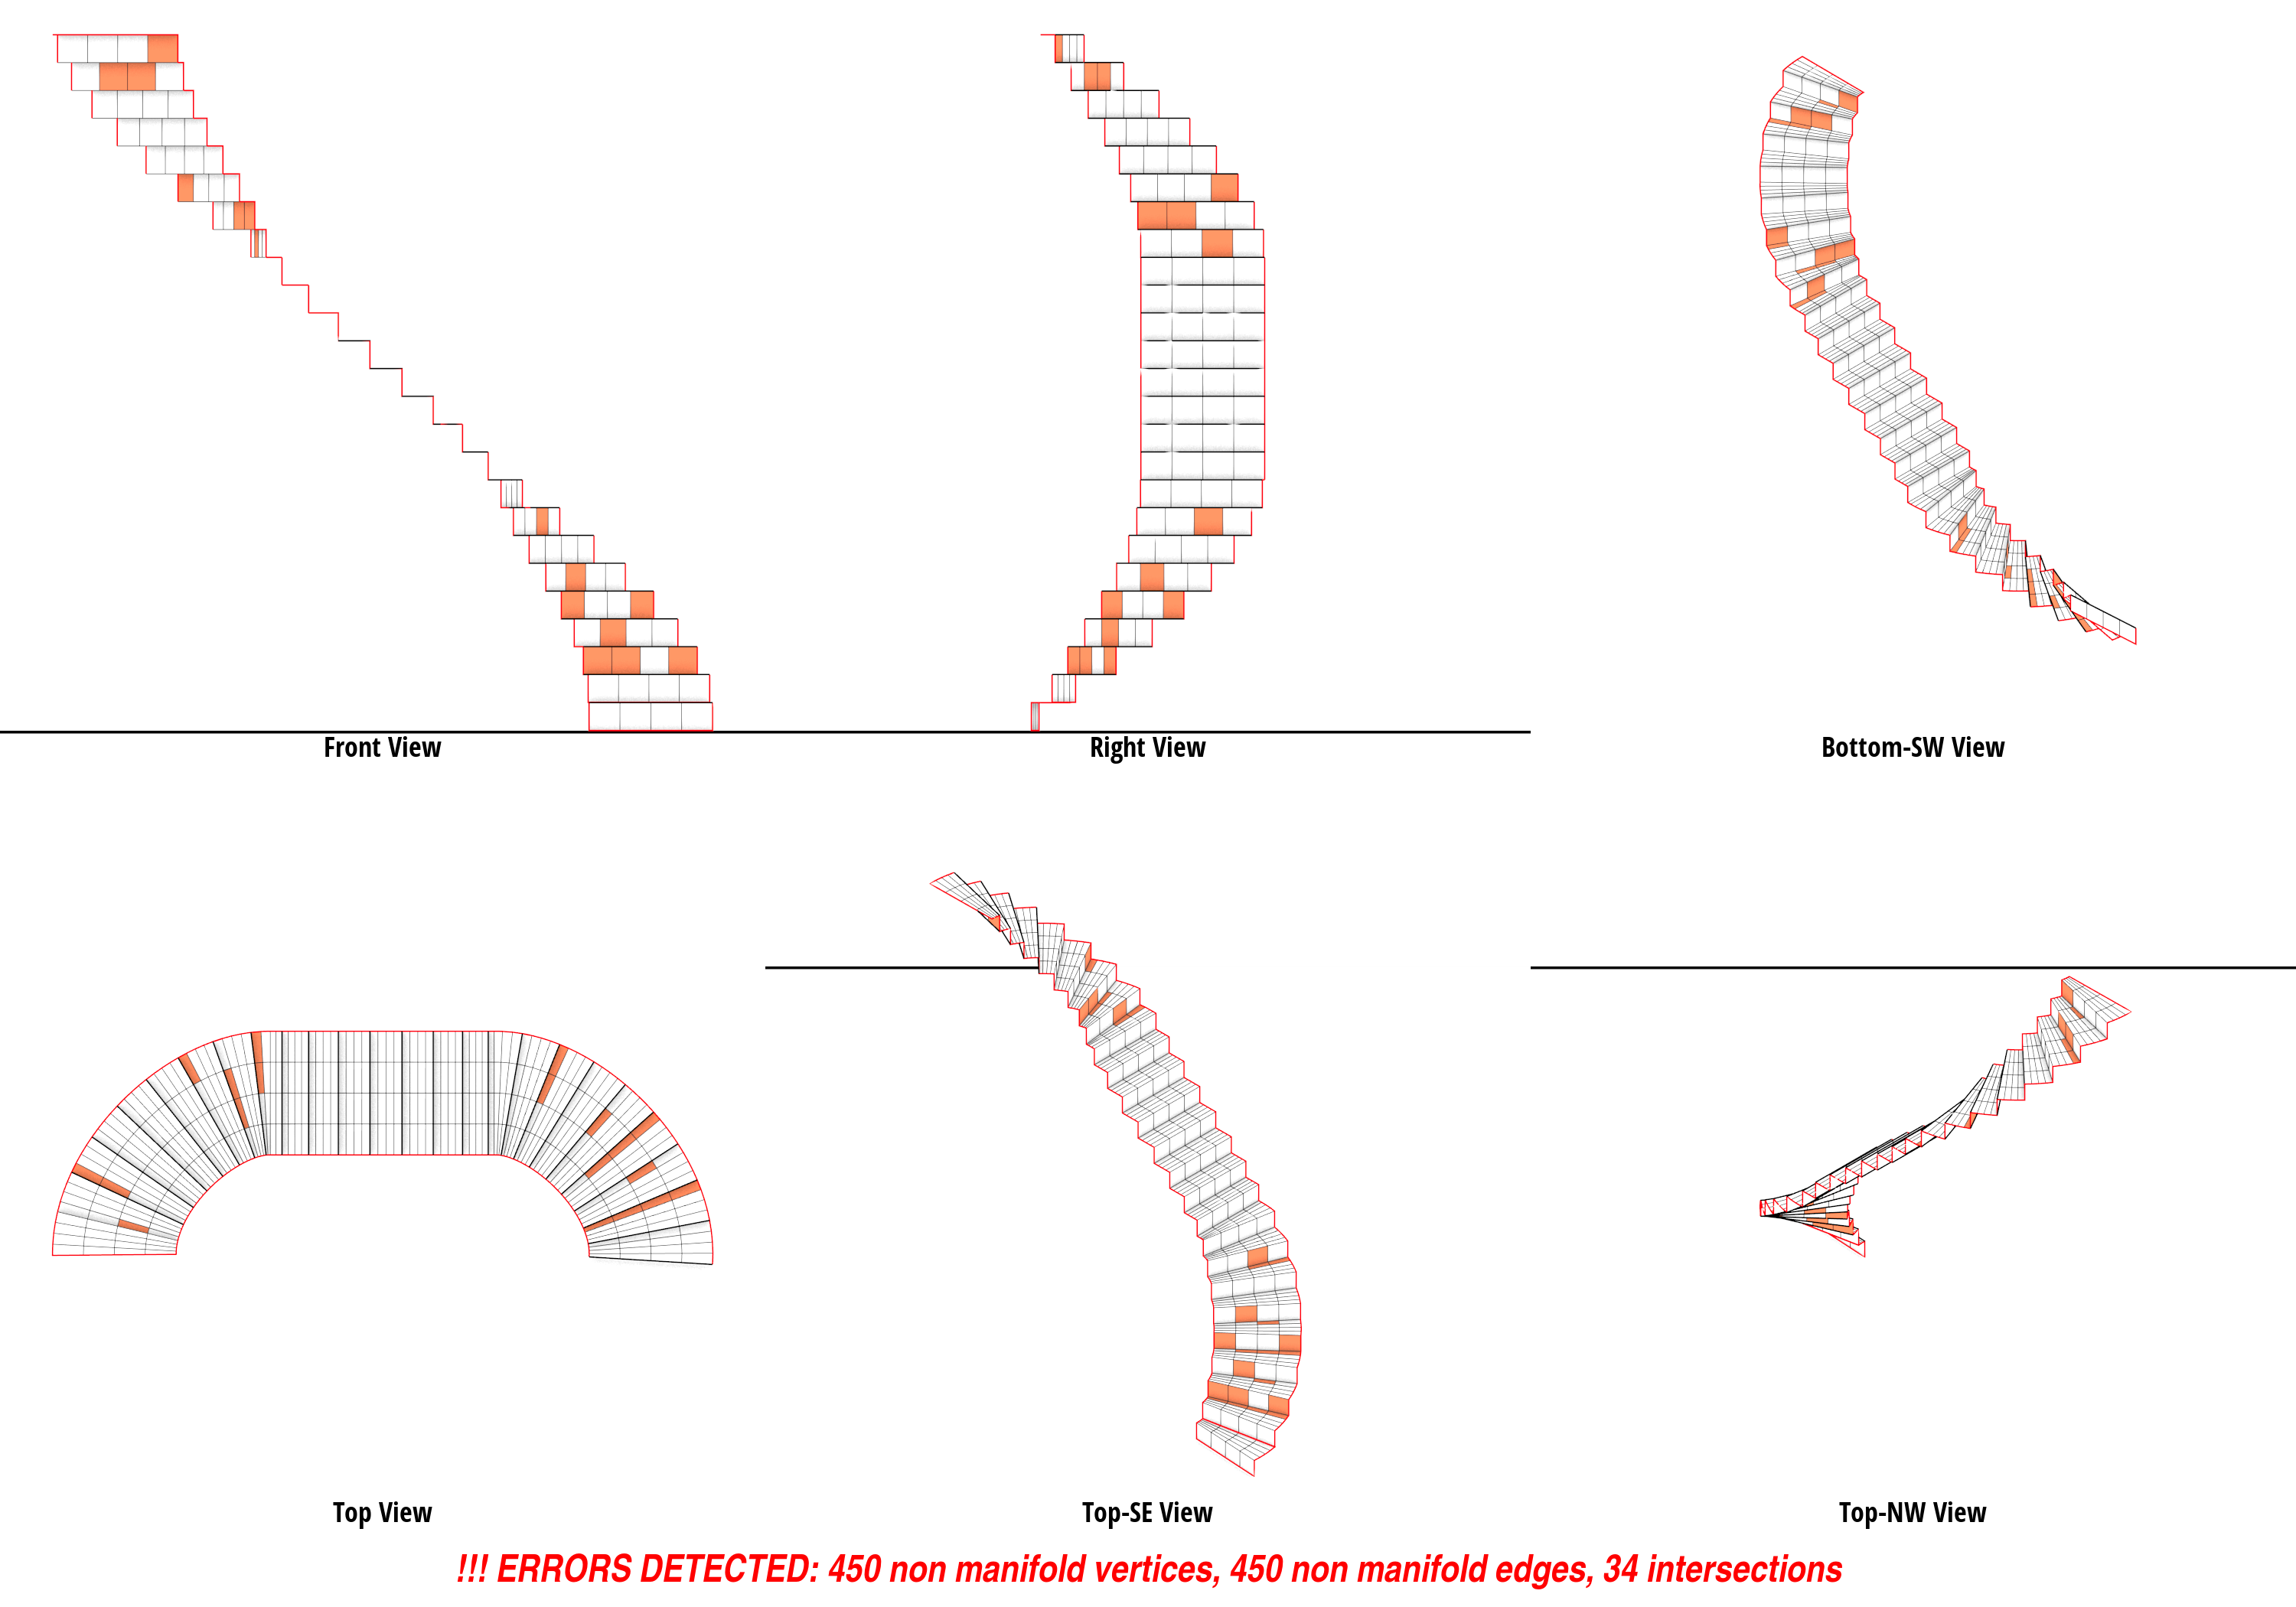 Front View
Right View
Bottom-SW View
Top View
Top-SE View
Top-NW View
!!! ERRORS DETECTED: 450 non manifold vertices, 450 non manifold edges, 34 intersections